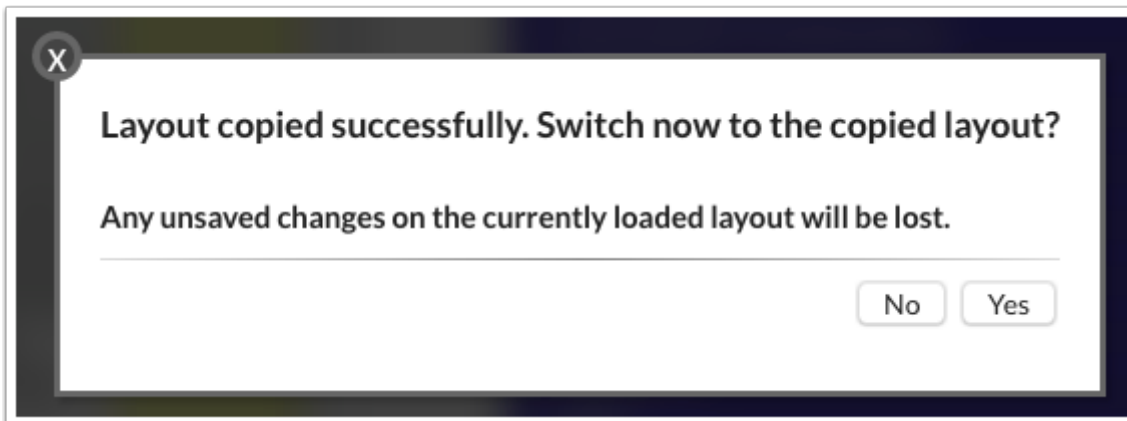 X
Layout copied successfully. Switch now to the copied layout?
Any unsaved changes on the currently loaded layout will be lost.
No Yes